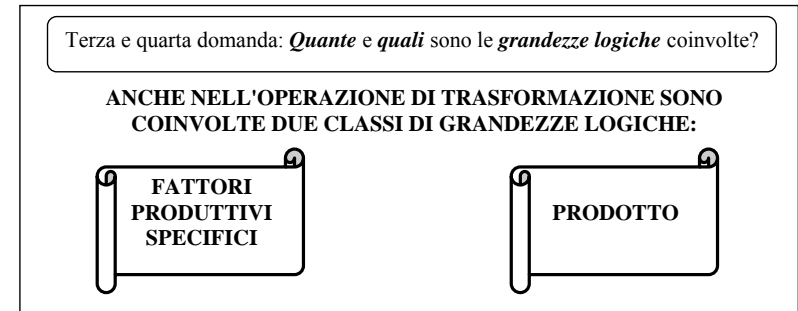 Terza e quarta domanda: Quante e quali sono le grandezze logiche coinvolte?
ANCHE NELL'OPERAZIONE DI TRASFORMAZIONE SONO
COINVOLTE DUE CLASSI DI GRANDEZZE LOGICHE:
FATTORI
PRODUTTIVI
SPECIFICI
PRODOTTO